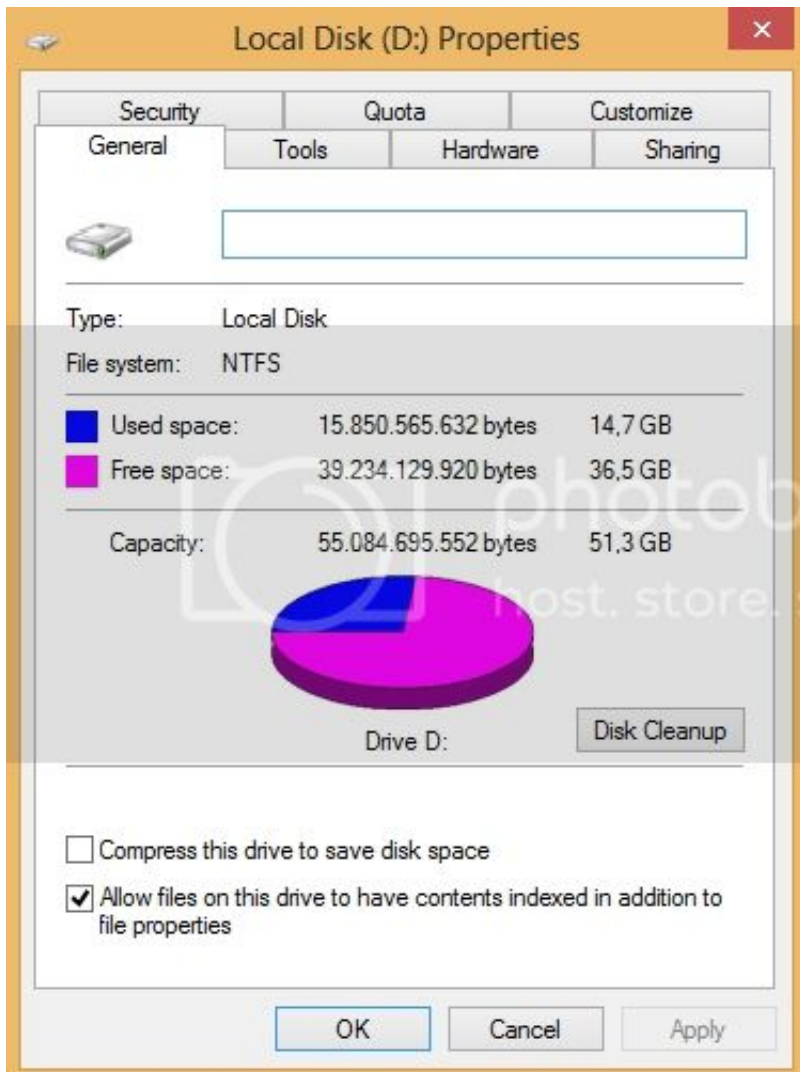 Local Disk (D:) Properties
Security Quota Customize
General Tools Hardware Sharing
Type: Local Disk
File system: NTFS
Used space: 15.850.565.632 bytes 14,7 GB
Free space: 39.234.129.920 bytes 36,5 GB
photob
Capacity: 55.084.695.552 bytes 51,3 GB
host. store. s
Drive D:
Disk Cleanup
Compress this drive to save disk space
Allow files on this drive to have contents indexed in addition to
file properties
OK Cancel Apply